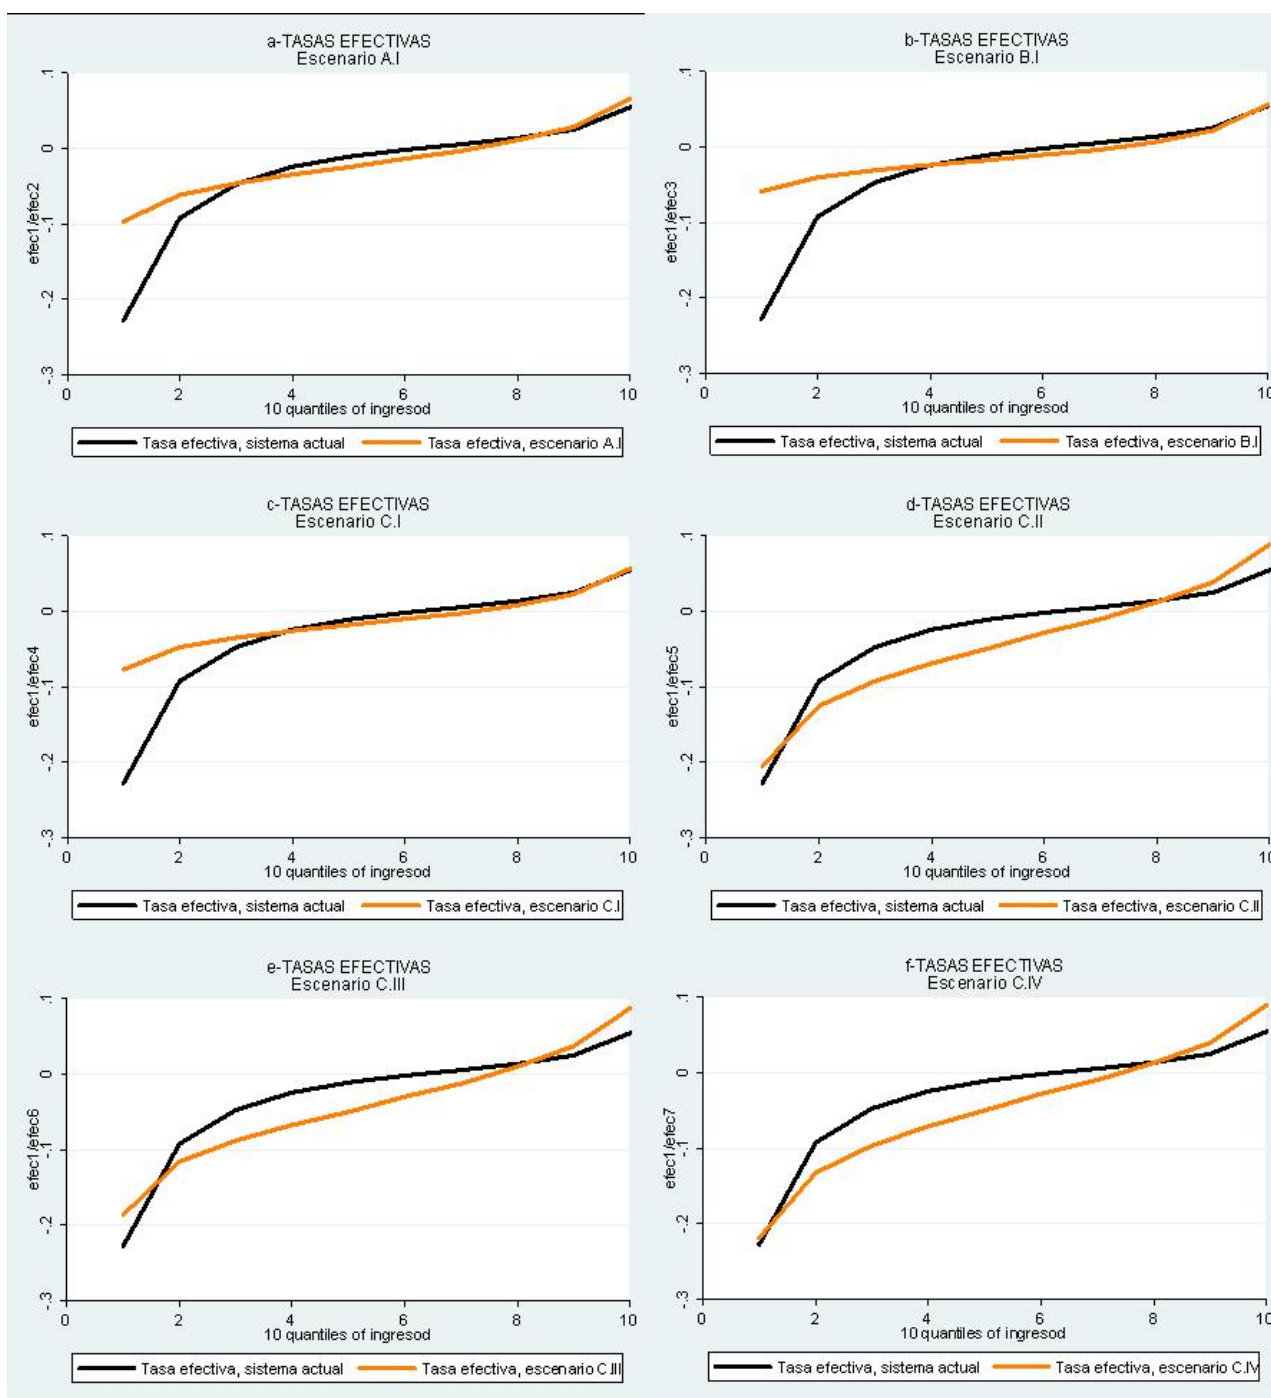 a-TASAS EFECTIVAS
Escenario A.I
.1
0
-.1
-.2
-.3
efec1/efec2
0 2 4 6 8 10
10 quantiles of ingresod
Tasa efectiva, sistema actual Tasa efectiva, escenario A.I
b-TASAS EFECTIVAS
Escenario B.I
.1
0
-.1
-.2
-.3
efec1/efec3
0 2 4 6 8 10
10 quantiles of ingresod
Tasa efectiva, sistema actual Tasa efectiva, escenario B.I
c-TASAS EFECTIVAS
Escenario C.I
.1
0
-.1
-.2
-.3
efec1/efec4
0 2 4 6 8 10
10 quantiles of ingresod
Tasa efectiva, sistema actual Tasa efectiva, escenario C.I
d-TASAS EFECTIVAS
Escenario C.II
.1
0
-.1
-.2
-.3
efec1/efec5
0 2 4 6 8 10
10 quantiles of ingresod
Tasa efectiva, sistema actual Tasa efectiva, escenario C.II
e-TASAS EFECTIVAS
Escenario C.III
.1
0
-.1
-.2
-.3
efec1/efec6
0 2 4 6 8 10
10 quantiles of ingresod
Tasa efectiva, sistema actual Tasa efectiva, escenario C.III
f-TASAS EFECTIVAS
Escenario C.IV
.1
0
-.1
-.2
-.3
efec1/efec7
0 2 4 6 8 10
10 quantiles of ingresod
Tasa efectiva, sistema actual Tasa efectiva, escenario C.IV